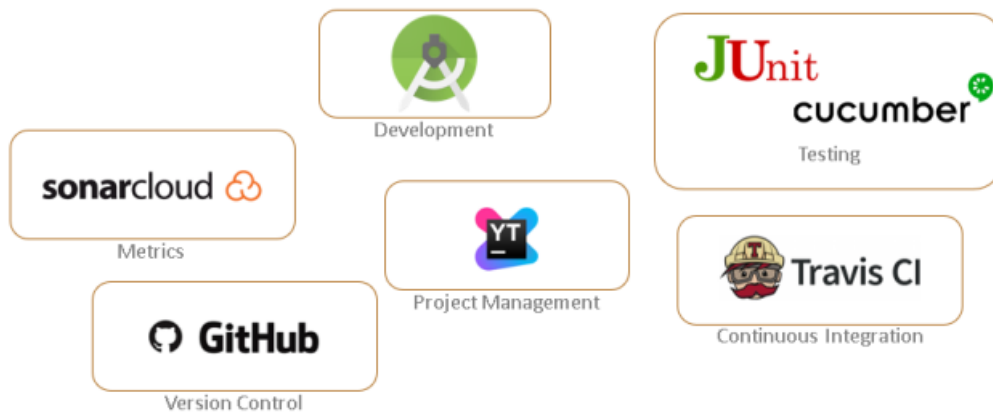 Development
JUnit
cucumber
Testing
sonarcloud
Metrics
YT
Project Management
T
Travis CI
Continuous Integration
GitHub
Version Control